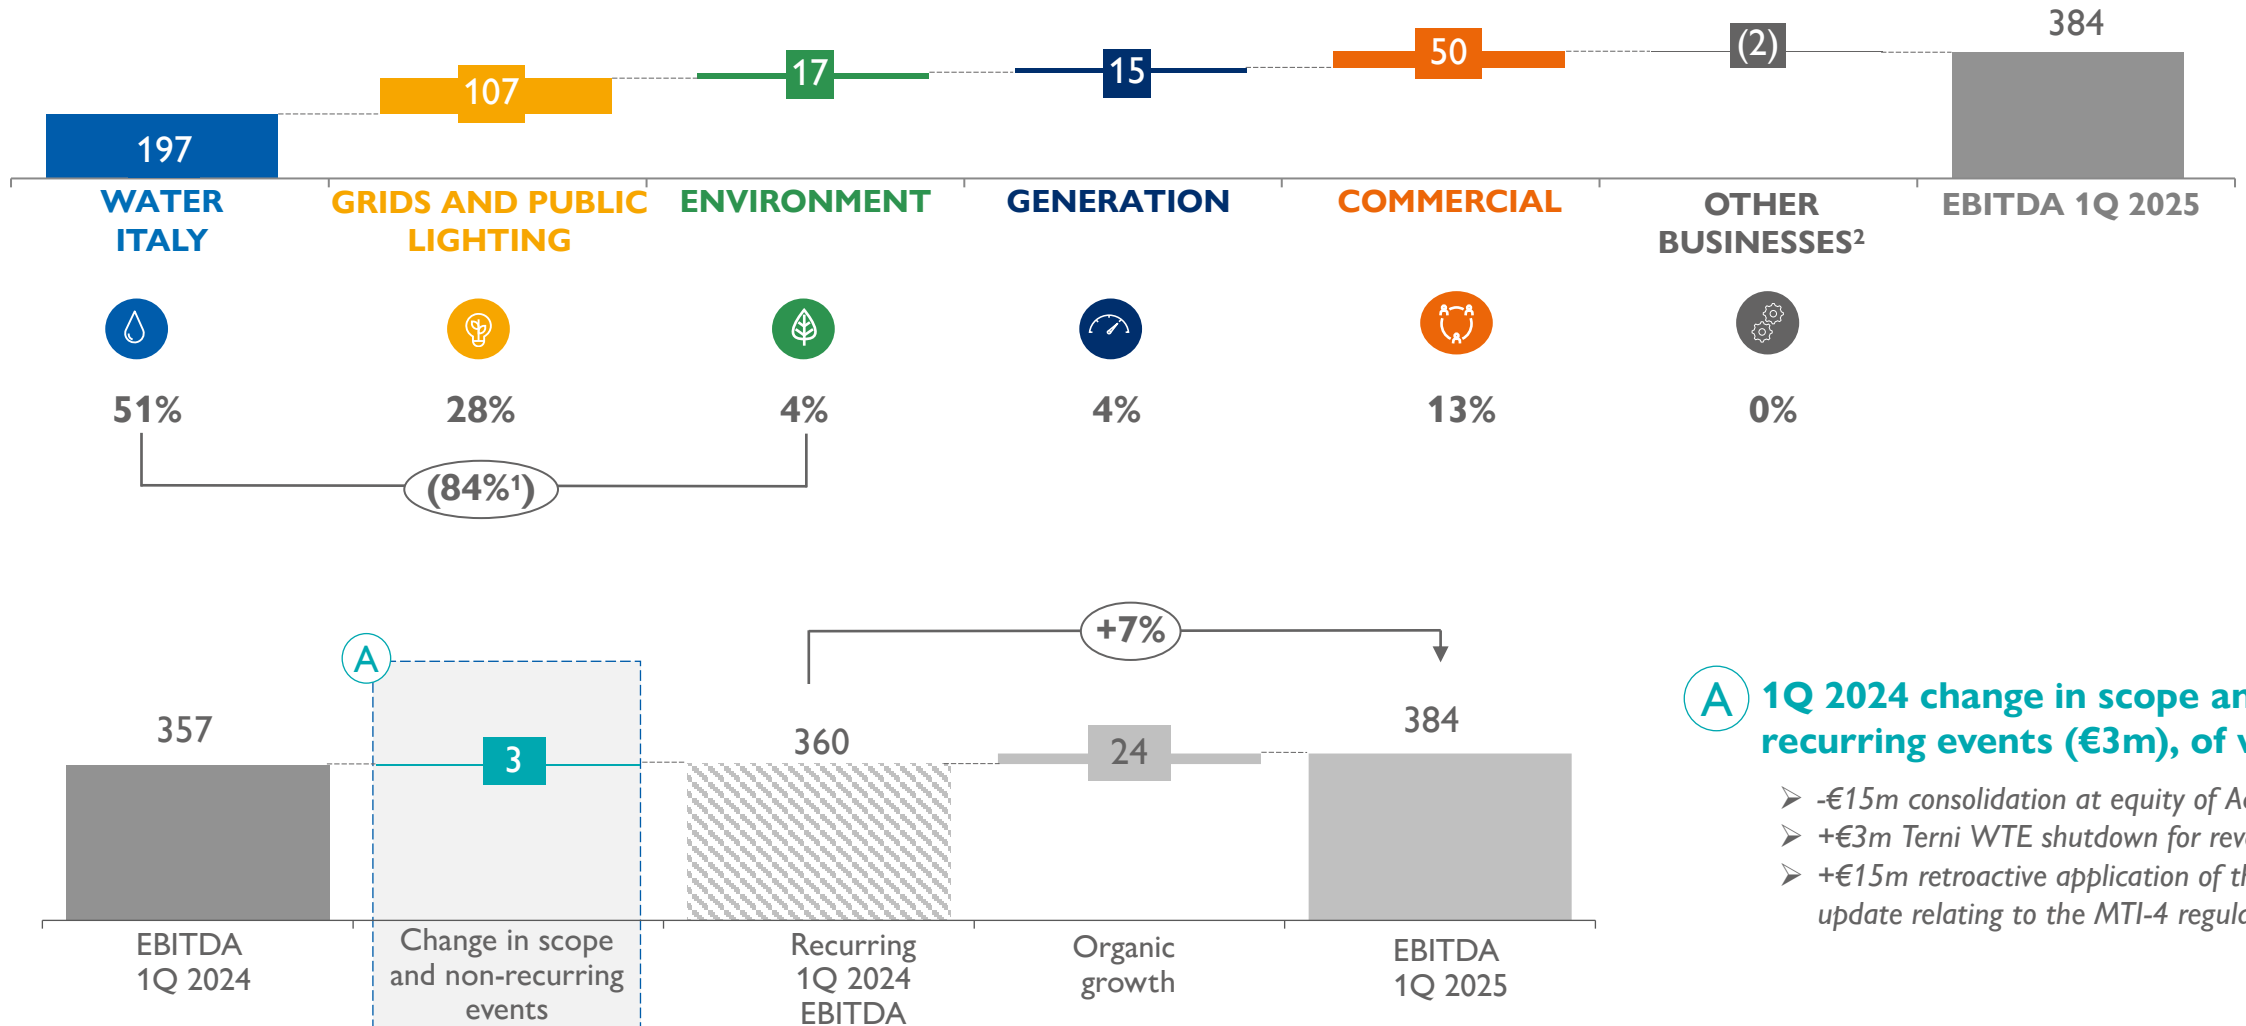 197
107
17
15
50
(2)
384
WATER
ITALY
GRIDS AND PUBLIC
LIGHTING
ENVIRONMENT
GENERATION
COMMERCIAL
OTHER
BUSINESSES²
EBITDA 1Q 2025
51%
28%
4%
4%
13%
0%
(84%¹)
+7%
A
357
3
360
24
384
EBITDA
1Q 2024
Change in scope
and non-recurring
events
Recurring
1Q 2024
EBITDA
Organic
growth
EBITDA
1Q 2025
A
1Q 2024 change in scope
recurring events (€3m), of
➢ -€15m consolidation at equity of
➢ +€3m Terni WTE shutdown for
➢ +€15m retroactive application of
update relating to the MTI-4